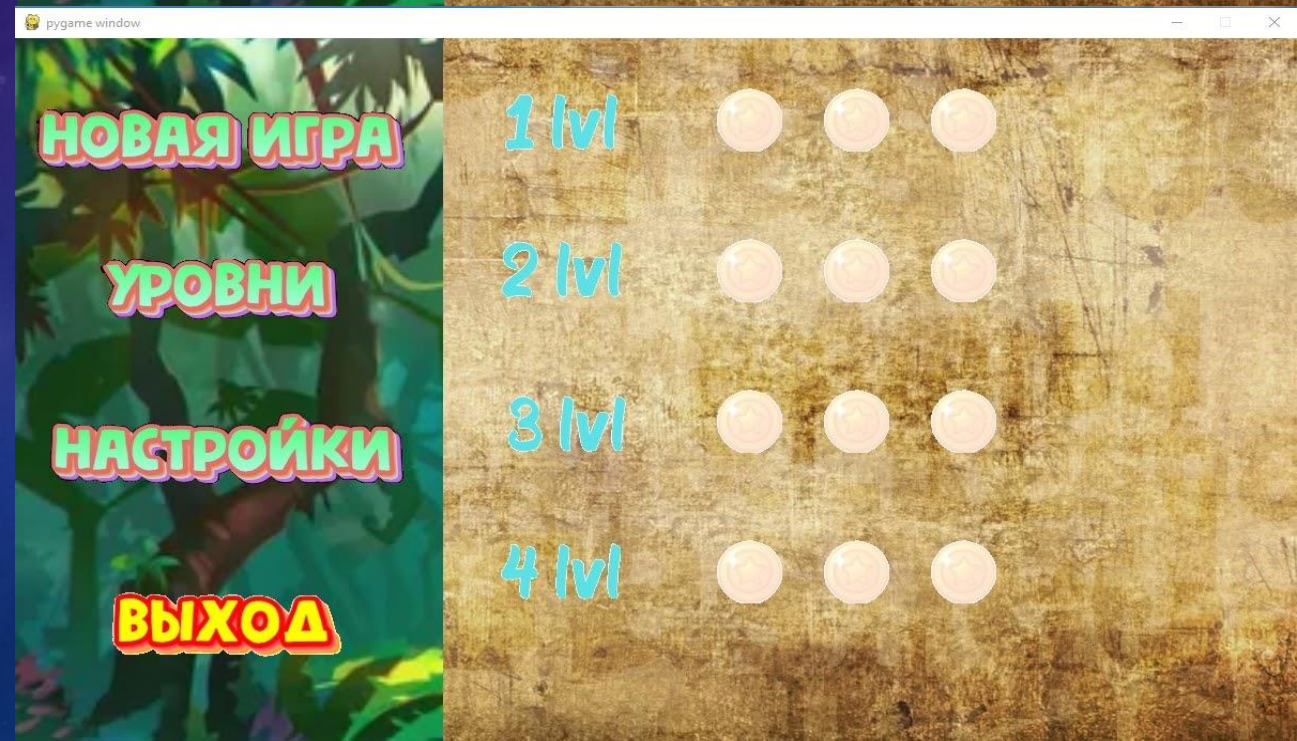 pygame window
НОВАЯ ИГРА
УРОВНИ
НАСТРОЙКИ
ВЫХОД
1 lvl
2 lvl
3 lvl
4 lvl